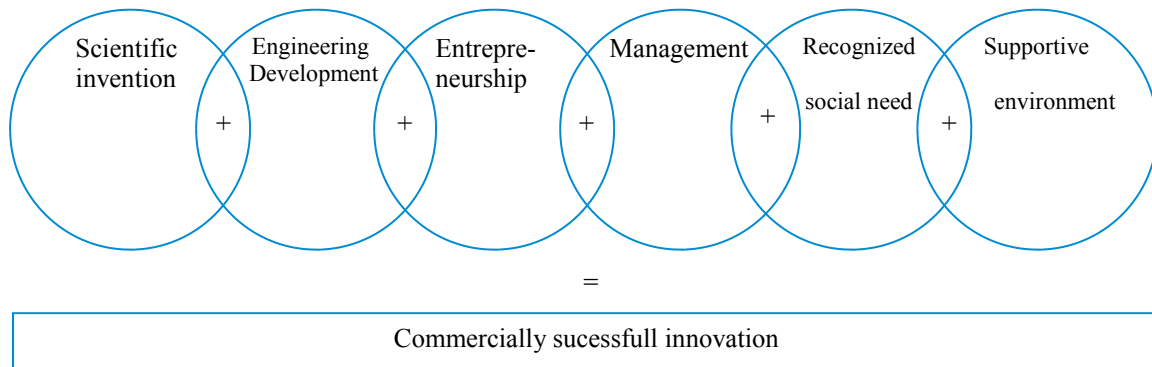 Scientific
invention
+
Engineering
Development
+
Entrepre-
neurship
+
Management
+
Recognized
social need
+
Supportive
environment
=
Commercially sucessfull innovation